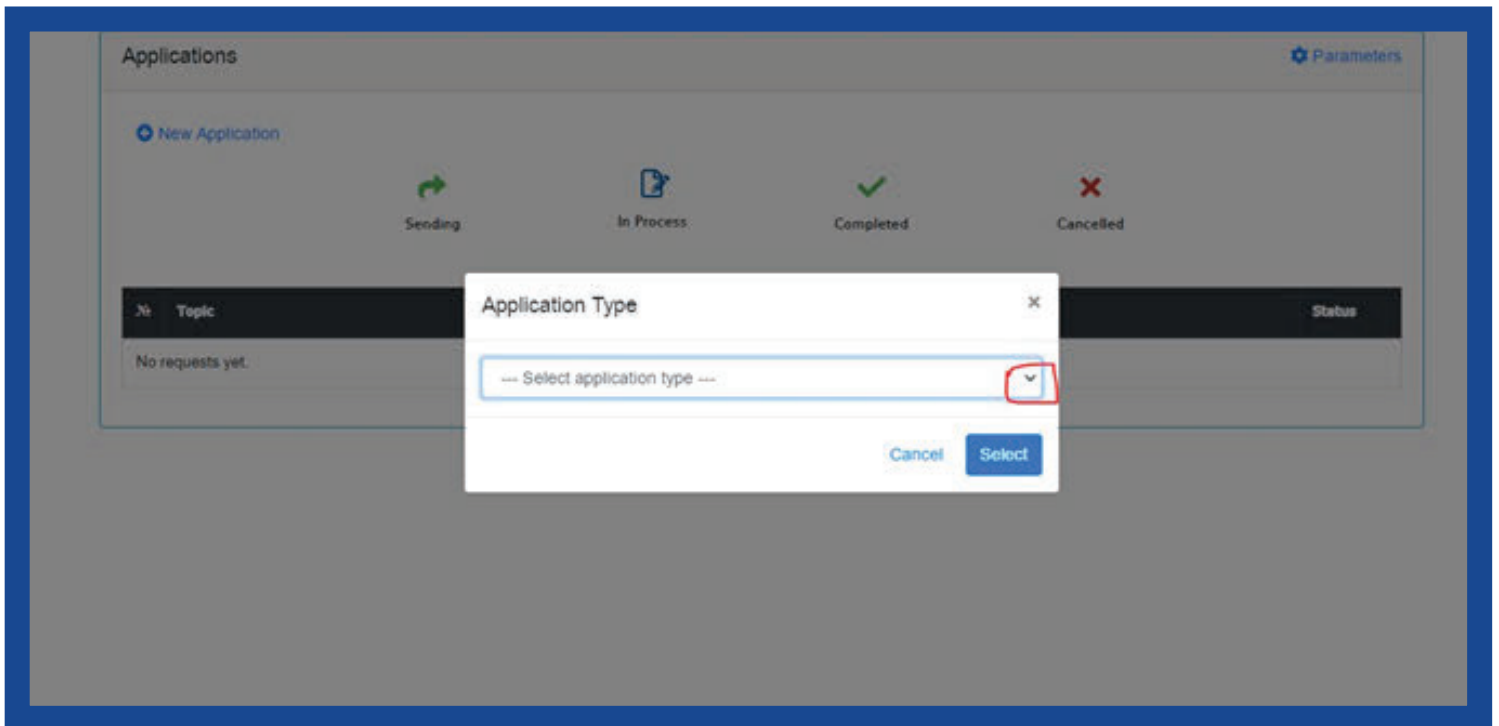 Applications
Parameters
New Application
Sending
In Process
Completed
Cancelled
№ Topic
Status
No requests yet.
Application Type
×
--- Select application type ---
Cancel
Select